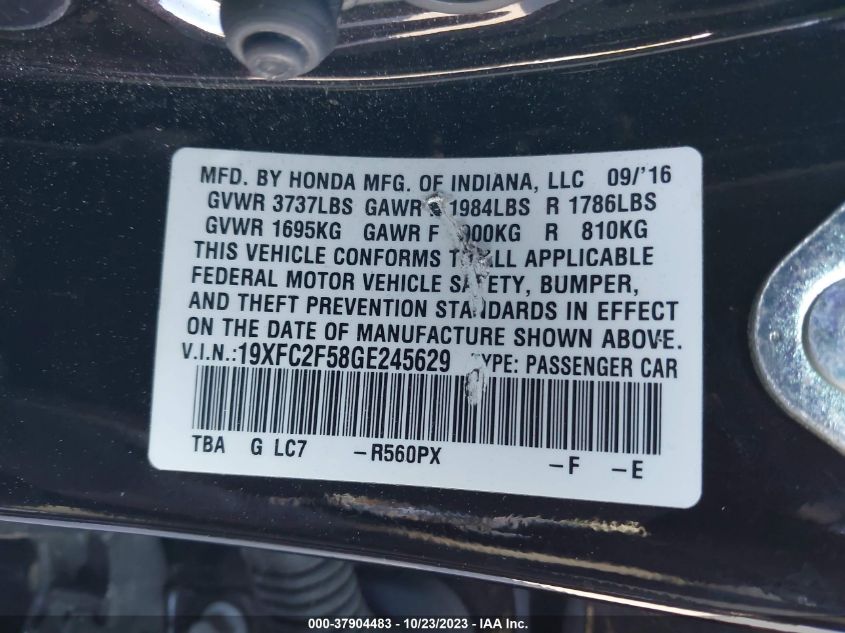 MFD. BY HONDA MFG. OF INDIANA, LLC 09/'16
GVWR 3737LBS GAWR 1984LBS R 1786LBS
GVWR 1695KG GAWR F R 810KG
THIS VEHICLE CONFORMS ALL APPLICABLE
FEDERAL MOTOR VEHICLE SAFETY, BUMPER,
AND THEFT PREVENTION STANDARDS IN EFFECT
ON THE DATE OF MANUFACTURE SHOWN ABOVE.
V.I.N.:19XFC2F58GE245629 TYPE: PASSENGER CAR
TBA G LC7 -R560PX -F -E
000-37904483 - 10/23/2023 - IAA Inc.